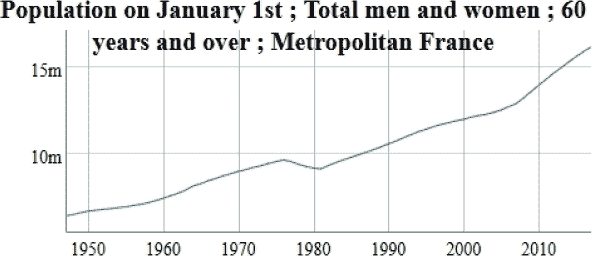 Population on January 1st ; Total men and women ; 60
years and over ; Metropolitan France
15m
10m
1950 1960 1970 1980 1990 2000 2010